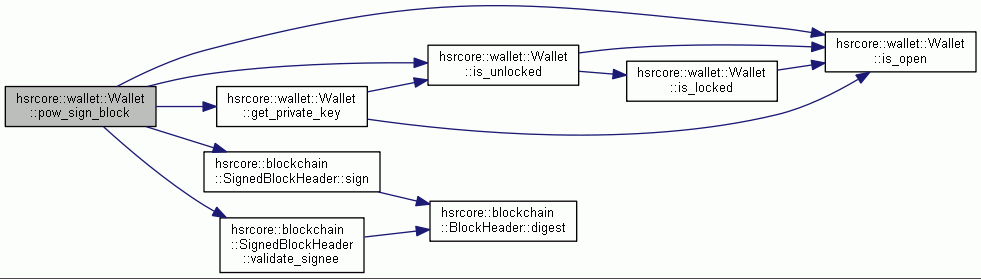 hsrcore::wallet::Wallet
::pow_sign_block
hsrcore::wallet::Wallet
::get_private_key
hsrcore::wallet::Wallet
::is_unlocked
hsrcore::wallet::Wallet
::is_locked
hsrcore::wallet::Wallet
::is_open
hsrcore::blockchain
::SignedBlockHeader::sign
hsrcore::blockchain
::BlockHeader::digest
hsrcore::blockchain
::SignedBlockHeader
::validate_signee